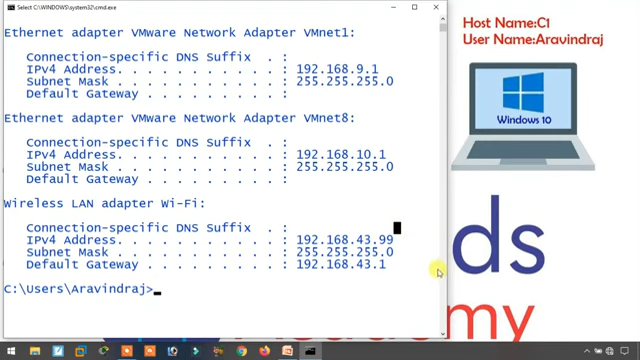 Select C:\WINDOWS\system32\cmd.exe
Ethernet adapter VMware Network Adapter VMnet1:
Connection-specific DNS Suffix . :
IPv4 Address. . . . . . . . . . . : 192.168.9.1
Subnet Mask . . . . . . . . . . . : 255.255.255.0
Default Gateway . . . . . . . . . :
Ethernet adapter VMware Network Adapter VMnet8:
Connection-specific DNS Suffix . :
IPv4 Address. . . . . . . . . . . : 192.168.10.1
Subnet Mask . . . . . . . . . . . : 255.255.255.0
Default Gateway . . . . . . . . . :
Wireless LAN adapter Wi-Fi:
Connection-specific DNS Suffix . :
IPv4 Address. . . . . . . . . . . : 192.168.43.99
Subnet Mask . . . . . . . . . . . : 255.255.255.0
Default Gateway . . . . . . . . . : 192.168.43.1
C:\Users\Aravindraj>
Host Name:C1
User Name:Aravindraj
Windows 10
ds
demy